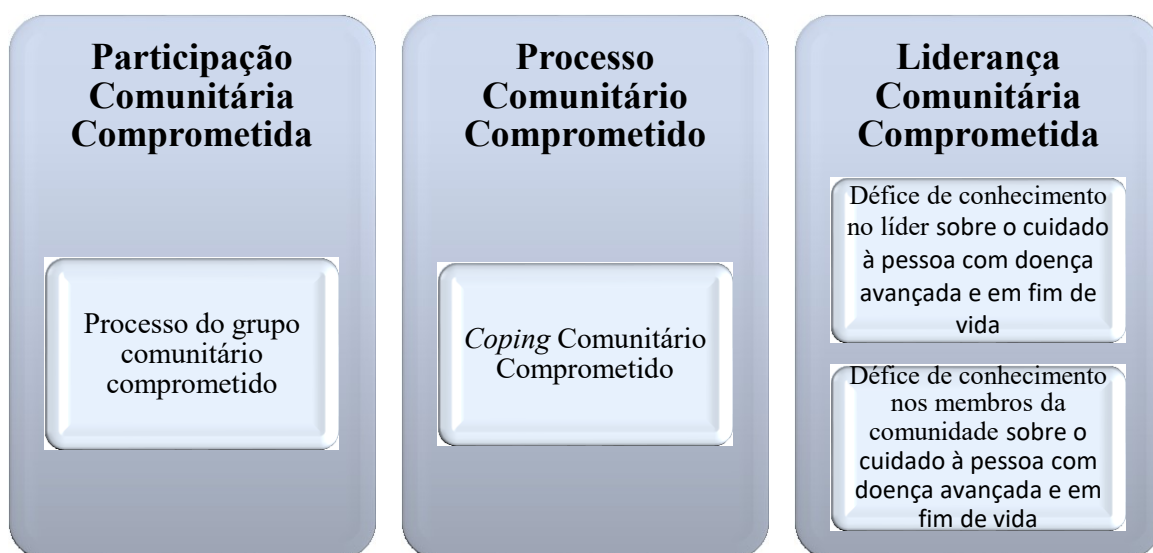 Participação
Comunitária
Comprometida
Processo do grupo
comunitário
comprometido
Processo
Comunitário
Comprometido
Coping Comunitário
Comprometido
Liderança
Comunitária
Comprometida
Défice de conhecimento
no líder sobre o cuidado
à pessoa com doença
avançada e em fim de
vida
Défice de conhecimento
nos membros da
comunidade sobre o
cuidado à pessoa com
doença avançada e em
fim de vida